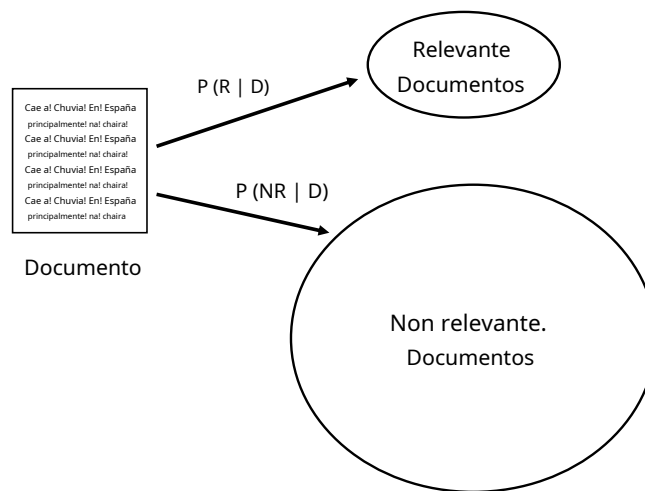 Relevante
Documentos
P (R | D)
Cae a! Chuvia! En! España
principalmente! na! chaira!
Cae a! Chuvia! En! España
principalmente! na! chaira!
Cae a! Chuvia! En! España
principalmente! na! chaira!
Cae a! Chuvia! En! España
principalmente! na! chaira
P (NR | D)
Documento
Non relevante.
Documentos